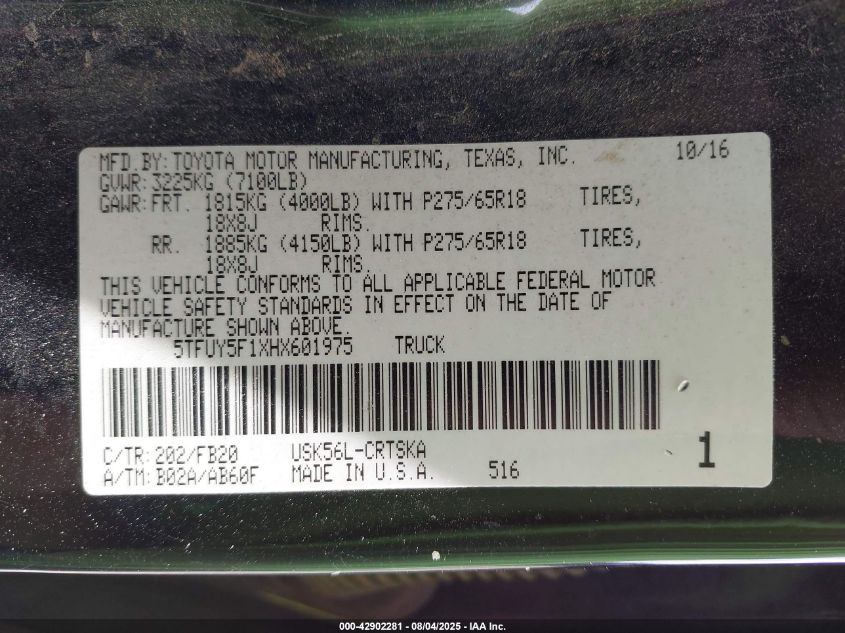 MFD. BY: TOYOTA MOTOR MANUFACTURING, TEXAS, INC. 10/16
GVWR: 3225KG (7100LB)
GAWR: FRT. 1815KG (4000LB) WITH P275/65R18 TIRES,
18X8J RIMS.
RR. 1885KG (4150LB) WITH P275/65R18 TIRES,
18X8J RIMS.
THIS VEHICLE CONFORMS TO ALL APPLICABLE FEDERAL MOTOR
VEHICLE SAFETY STANDARDS IN EFFECT ON THE DATE OF
MANUFACTURE SHOWN ABOVE.
5TFUY5F1XHX601975 TRUCK
C/TR: 202/FB20 USK56L-CRTSKA 1
A/TM: B02A/AB60F MADE IN U.S.A. 516
000-42902281 - 08/04/2025 - IAA Inc.